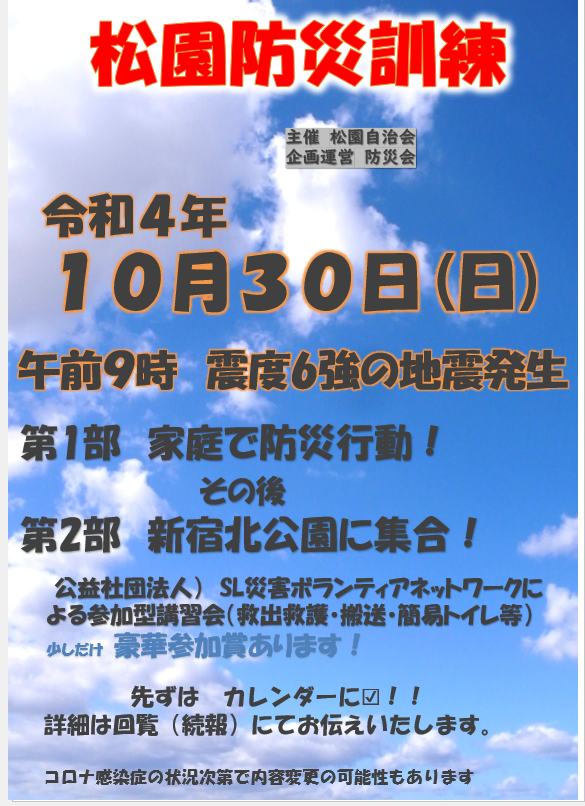 松園防災訓練
主催 松園自治会
企画運営 防災会
令和４年
１０月３０日(日)
午前9時 震度6強の地震発生
第1部 家庭で防災行動！
その後
第2部 新宿北公園に集合！
公益社団法人） SL災害ボランティアネットワークに
よる参加型講習会(救出救護・搬送・簡易トイレ等)
少しだけ 豪華参加賞あります！
先ずは カレンダーに☑！！
詳細は回覧（続報）にてお伝えいたします。
コロナ感染症の状況次第で内容変更の可能性もあります